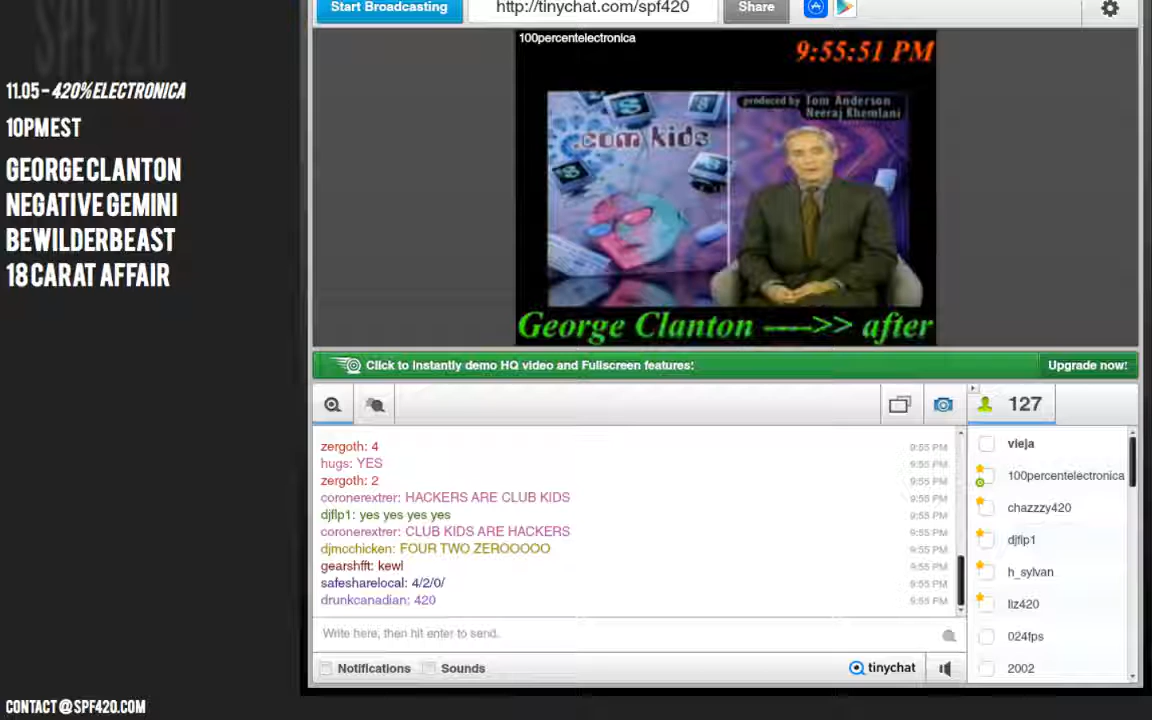 SPF420
11.05 - 420% ELECTRONICA
10PM EST
GEORGE CLANTON
NEGATIVE GEMINI
BEWILDERBEAST
18 CARAT AFFAIR
CONTACT@SPF420.COM
Start Broadcasting
http://tinychat.com/spf420
Share
100percentelectronica
9:55:51 PM
produced by Tom Anderson
Neeraj Khemlani
.com kids
George Clanton ---->> after
Click to instantly demo HQ video and Fullscreen features:
Upgrade now!
127
zergoth: 4 9:55 PM
hugs: YES 9:55 PM
zergoth: 2 9:55 PM
coronerextrer: HACKERS ARE CLUB KIDS 9:55 PM
djflp1: yes yes yes yes 9:55 PM
coronerextrer: CLUB KIDS ARE HACKERS 9:55 PM
djmcchicken: FOUR TWO ZEROOOOO 9:55 PM
gearshfft: kewl 9:55 PM
safesharelocal: 4/2/0/ 9:55 PM
drunkcanadian: 420 9:55 PM
Write here, then hit enter to send.
Notifications
Sounds
tinychat
vieja
100percentelectronica
chazzzy420
djflp1
h_sylvan
liz420
024fps
2002